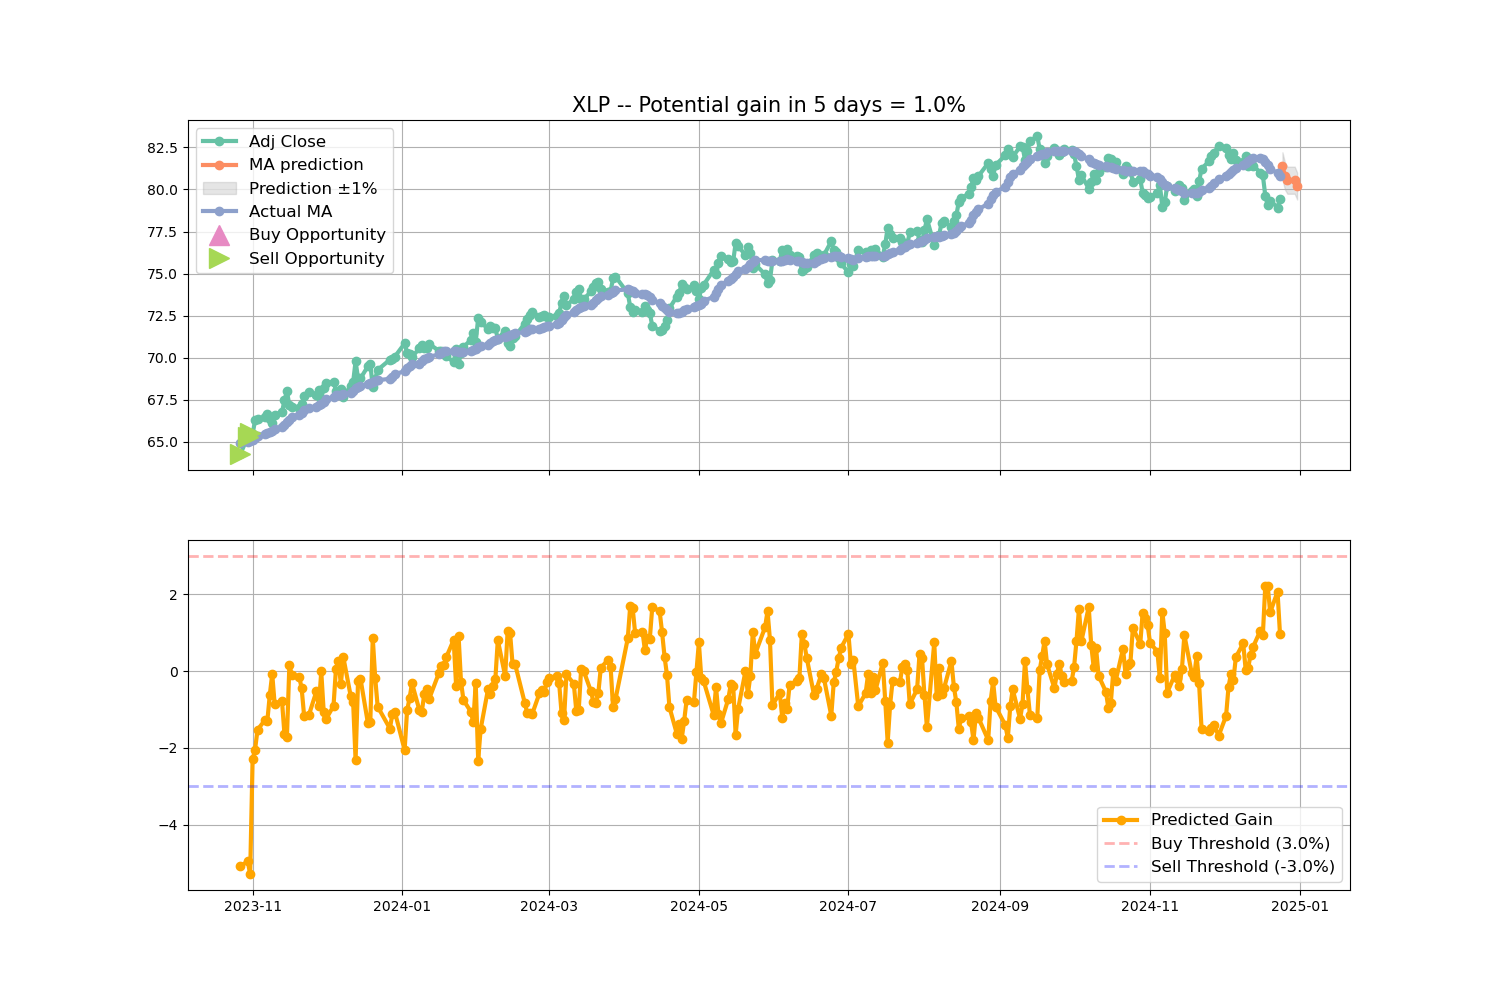 XLP -- Potential gain in 5 days = 1.0%
82.5
80.0
77.5
75.0
72.5
70.0
67.5
65.0
Adj Close
MA prediction
Prediction ±1%
Actual MA
Buy Opportunity
Sell Opportunity
2
0
−2
−4
Predicted Gain
Buy Threshold (3.0%)
Sell Threshold (-3.0%)
2023-11
2024-01
2024-03
2024-05
2024-07
2024-09
2024-11
2025-01